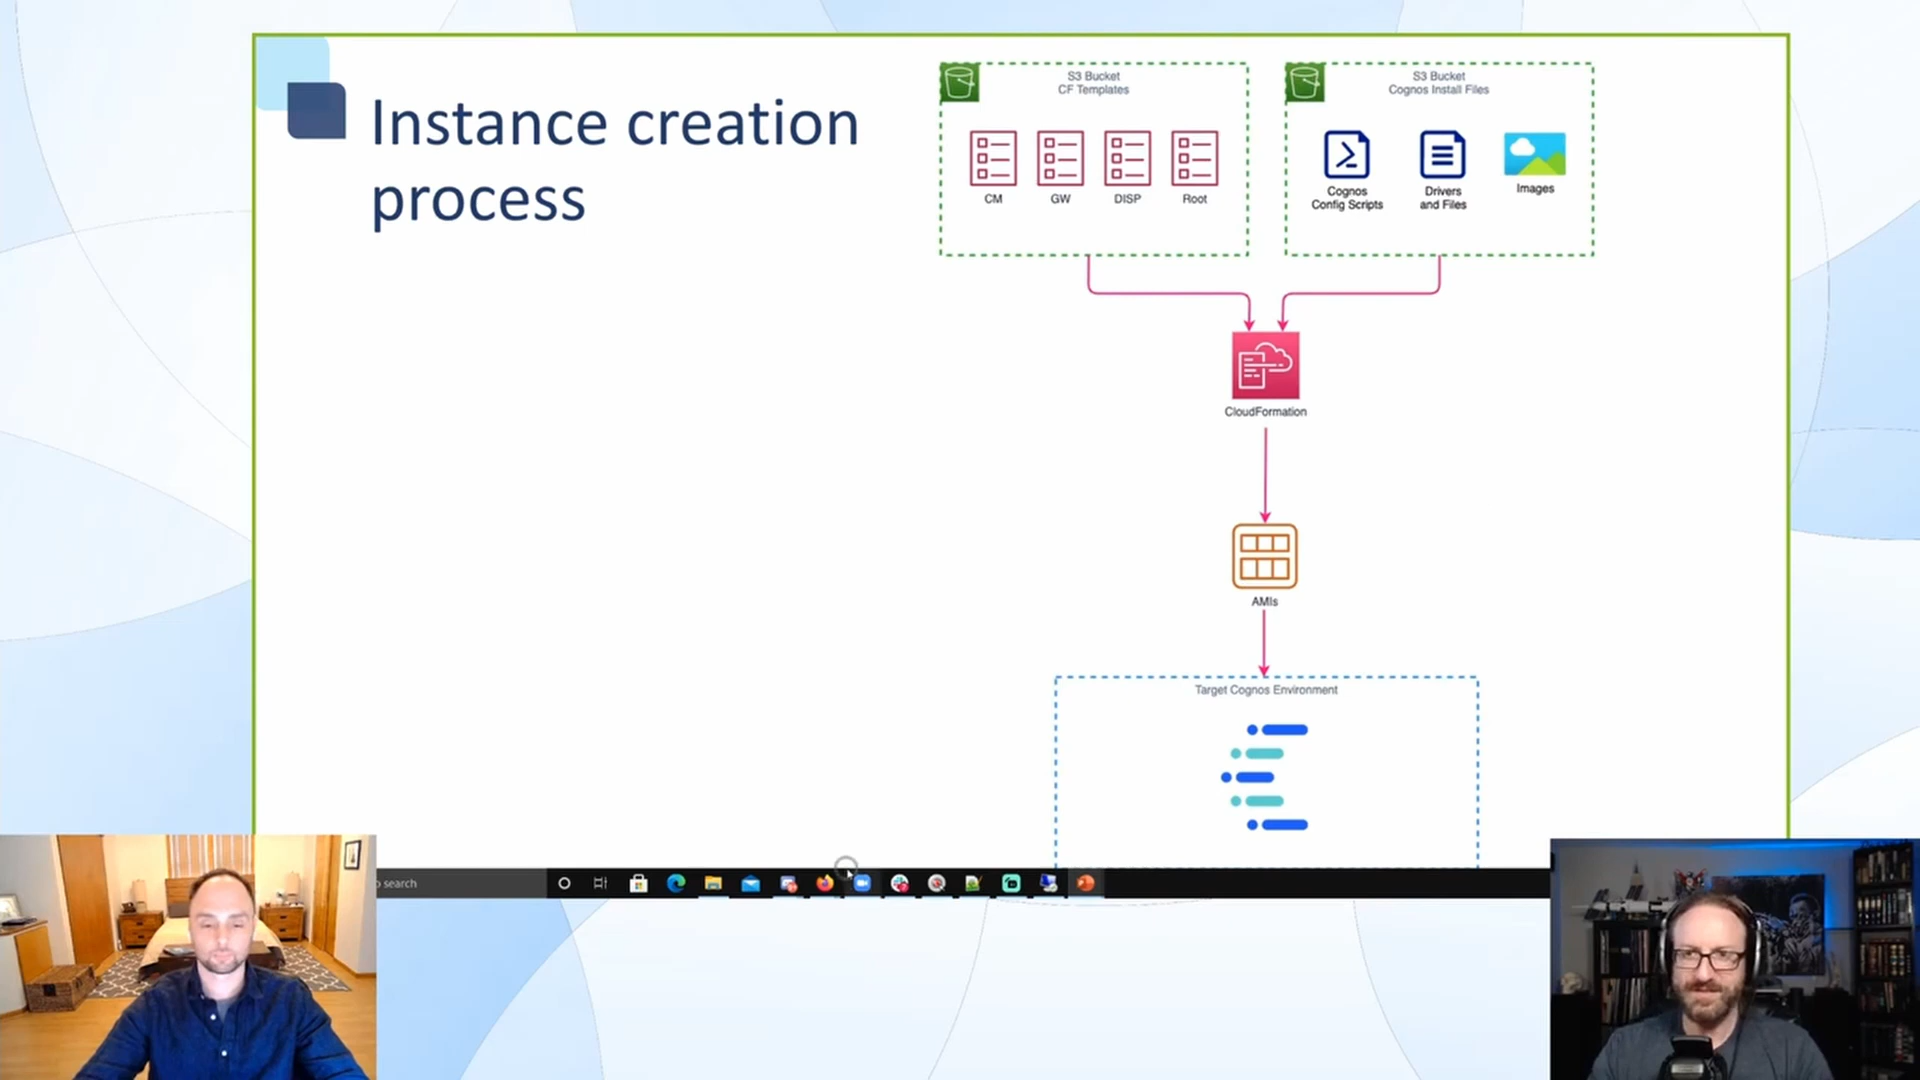 Instance creation
process
S3 Bucket
CF Templates
CM
GW
DISP
Root
S3 Bucket
Cognos Install Files
Cognos
Config Scripts
Drivers
and Files
Images
CloudFormation
AMIs
Target Cognos Environment
search